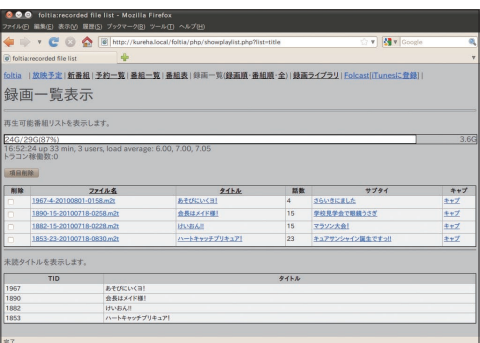 foltia:recorded file list - Mozilla Firefox
ファイル(F) 編集(E) 表示(V) 履歴(S) ブックマーク(B) ツール(T) ヘルプ(H)
http://kureha.local/foltia/php/showplaylist.php?list=title
Google
foltia:recorded file list
foltia | 放映予定 | 新番組 | 予約一覧 | 番組一覧 | 番組表 | 録画一覧(録画順・番組順・全) | 録画ライブラリ | Folcast[iTunesに登録] |
録画一覧表示
再生可能番組リストを表示します。
24G/29G(87%) 3.6G
16:52:24 up 33 min, 3 users, load average: 6.00, 7.00, 7.05
トラコン稼働数:0
項目削除
削除 ファイル名 タイトル 話数 サブタイ キャプ
1967-4-20100801-0158.m2t あそびにいくヨ! 4 さらいきにました キャプ
1890-15-20100718-0258.m2t 会長はメイド様! 15 学校見学会で眼鏡うさぎ キャプ
1882-15-20100718-0228.m2t けいおん!! 15 マラソン大会! キャプ
1853-23-20100718-0830.m2t ハートキャッチプリキュア! 23 キュアサンシャイン誕生ですっ!! キャプ
未読タイトルを表示します。
TID タイトル
1967 あそびにいくヨ!
1890 会長はメイド様!
1882 けいおん!!
1853 ハートキャッチプリキュア!
完了